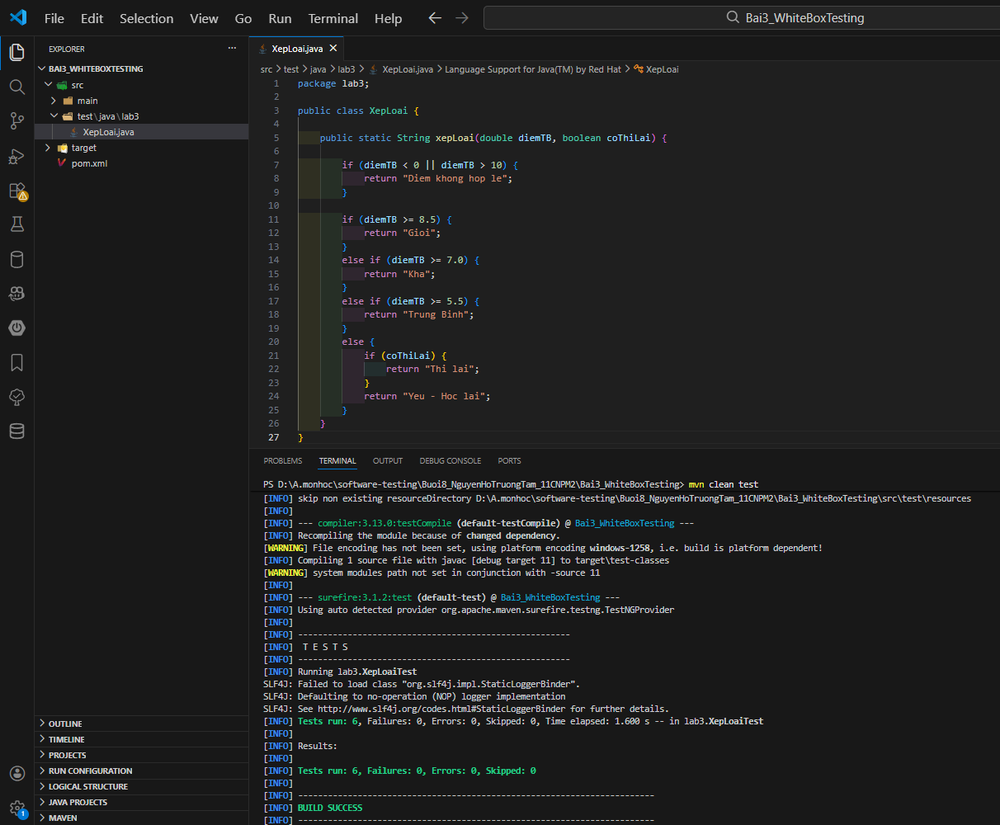 File Edit Selection View Go Run Terminal Help Bai3_WhiteBoxTesting
EXPLORER ...
BAI3_WHITEBOXTESTING
src
main
test\java\lab3
XepLoai.java
target
pom.xml
OUTLINE
TIMELINE
PROJECTS
RUN CONFIGURATION
LOGICAL STRUCTURE
JAVA PROJECTS
MAVEN
1
XepLoai.java
src > test > java > lab3 > XepLoai.java > Language Support for Java(TM) by Red Hat > XepLoai
1 package lab3;
2
3 public class XepLoai {
4
5 public static String xepLoai(double diemTB, boolean coThiLai) {
6
7 if (diemTB < 0 || diemTB > 10) {
8 return "Diem khong hop le";
9 }
10
11 if (diemTB >= 8.5) {
12 return "Gioi";
13 }
14 else if (diemTB >= 7.0) {
15 return "Kha";
16 }
17 else if (diemTB >= 5.5) {
18 return "Trung Binh";
19 }
20 else {
21 if (coThiLai) {
22 return "Thi lai";
23 }
24 return "Yeu - Hoc lai";
25 }
26 }
27 }
PROBLEMS TERMINAL OUTPUT DEBUG CONSOLE PORTS
PS D:\A.monhoc\software-testing\Buoi8_NguyenHoTruongTam_11CNPM2\Bai3_WhiteBoxTesting> mvn clean test
[INFO] skip non existing resourceDirectory D:\A.monhoc\software-testing\Buoi8_NguyenHoTruongTam_11CNPM2\Bai3_WhiteBoxTesting\src\test\resources
[INFO]
[INFO] --- compiler:3.13.0:testCompile (default-testCompile) @ Bai3_WhiteBoxTesting ---
[INFO] Recompiling the module because of changed dependency.
[WARNING] File encoding has not been set, using platform encoding windows-1258, i.e. build is platform dependent!
[INFO] Compiling 1 source file with javac [debug target 11] to target\test-classes
[WARNING] system modules path not set in conjunction with -source 11
[INFO]
[INFO] --- surefire:3.1.2:test (default-test) @ Bai3_WhiteBoxTesting ---
[INFO] Using auto detected provider org.apache.maven.surefire.testng.TestNGProvider
[INFO]
[INFO] -------------------------------------------------------
[INFO] T E S T S
[INFO] -------------------------------------------------------
[INFO] Running lab3.XepLoaiTest
SLF4J: Failed to load class "org.slf4j.impl.StaticLoggerBinder".
SLF4J: Defaulting to no-operation (NOP) logger implementation
SLF4J: See http://www.slf4j.org/codes.html#StaticLoggerBinder for further details.
[INFO] Tests run: 6, Failures: 0, Errors: 0, Skipped: 0, Time elapsed: 1.600 s -- in lab3.XepLoaiTest
[INFO]
[INFO] Results:
[INFO]
[INFO] Tests run: 6, Failures: 0, Errors: 0, Skipped: 0
[INFO]
[INFO] ------------------------------------------------------------------------
[INFO] BUILD SUCCESS
[INFO] ------------------------------------------------------------------------